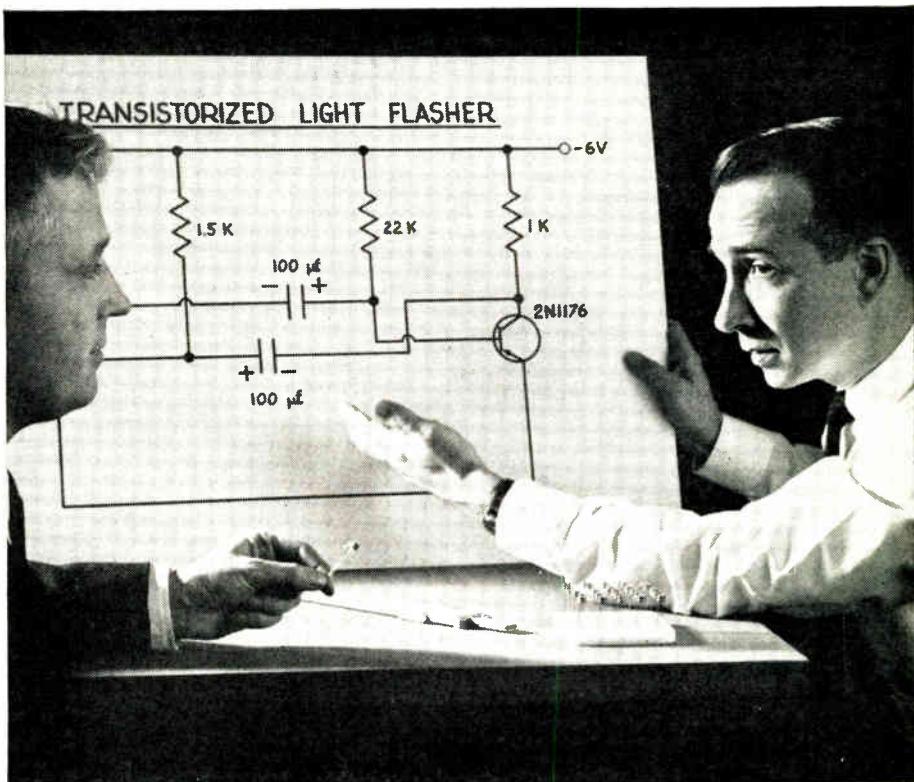 TRANSISTORIZED LIGHT FLASHER
-6V
1.5 K
22 K
1 K
100 µf
- +
2N1176
+ -
100 µf